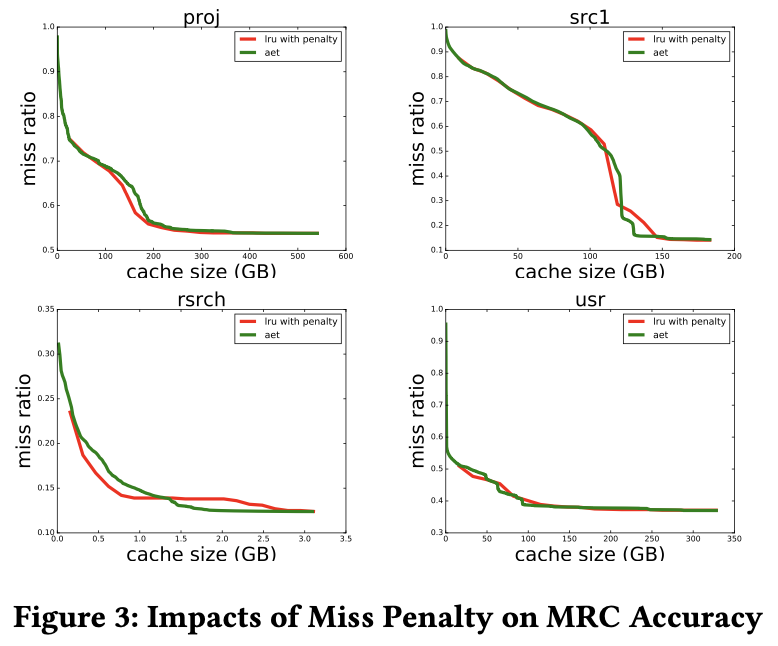 proj
1.0
0.9
0.8
0.7
0.6
0.5
miss ratio
lru with penalty
aet
0 100 200 300 400 500 600
cache size (GB)
src1
1.0
0.9
0.8
0.7
0.6
0.5
0.4
0.3
0.2
0.1
miss ratio
lru with penalty
aet
0 50 100 150 200
cache size (GB)
rsrch
0.35
0.30
0.25
0.20
0.15
0.10
miss ratio
lru with penalty
aet
0.0 0.5 1.0 1.5 2.0 2.5 3.0 3.5
cache size (GB)
usr
1.0
0.9
0.8
0.7
0.6
0.5
0.4
0.3
miss ratio
lru with penalty
aet
0 50 100 150 200 250 300 350
cache size (GB)
Figure 3: Impacts of Miss Penalty on MRC Accuracy